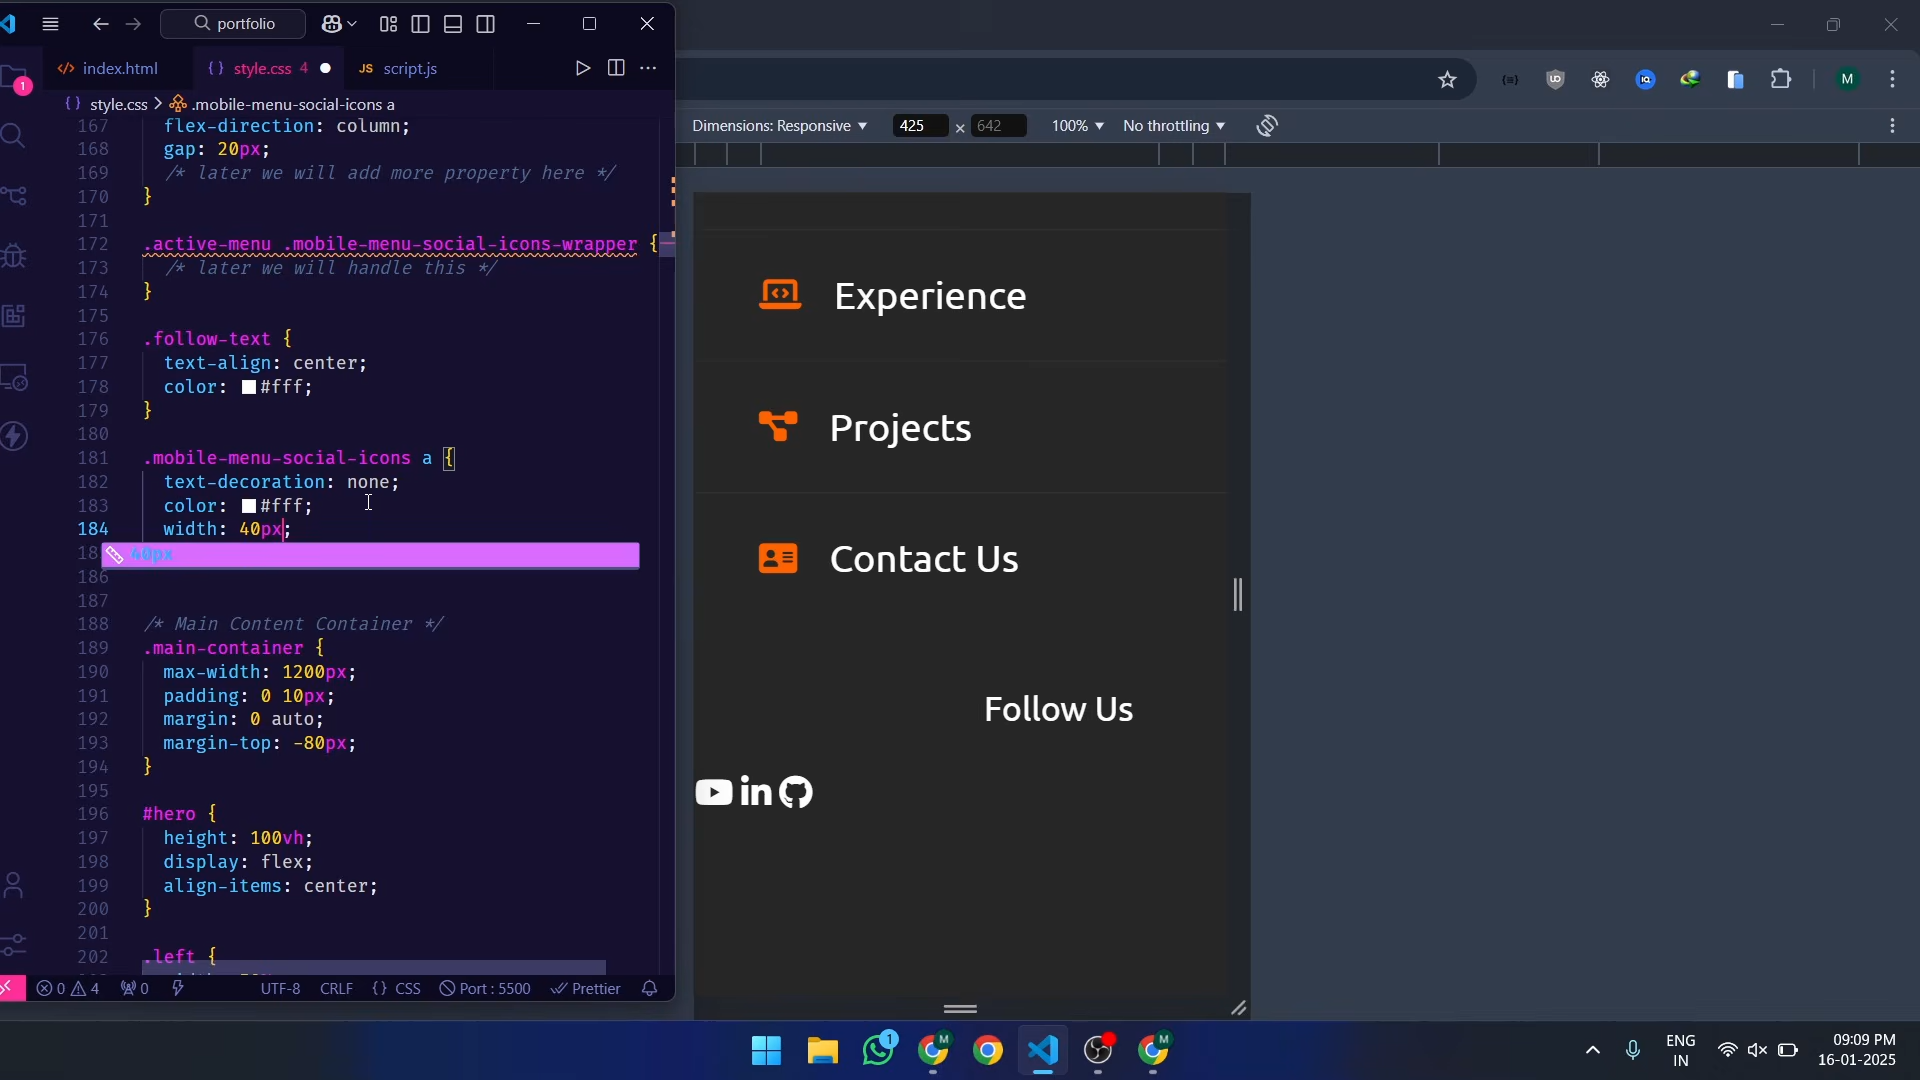 portfolio
index.html
style.css 4
JS script.js
1
style.css > .mobile-menu-social-icons a
167 flex-direction: column;
168 gap: 20px;
169 /* later we will add more property here */
170 }
171
172 .active-menu .mobile-menu-social-icons-wrapper {
173 /* later we will handle this */
174 }
175
176 .follow-text {
177 text-align: center;
178 color: #fff;
179 }
180
181 .mobile-menu-social-icons a {
182 text-decoration: none;
183 color: #fff;
184 width: 40px;
40px
186
187
188 /* Main Content Container */
189 .main-container {
190 max-width: 1200px;
191 padding: 0 10px;
192 margin: 0 auto;
193 margin-top: -80px;
194 }
195
196 #hero {
197 height: 100vh;
198 display: flex;
199 align-items: center;
200 }
201
202 .left {
0 4 0 UTF-8 CRLF {} CSS Port : 5500 Prettier
M
Dimensions: Responsive 425 × 642 100% No throttling
Experience
Projects
Contact Us
Follow Us
1
M
M
ENG
IN
09:09 PM
16-01-2025